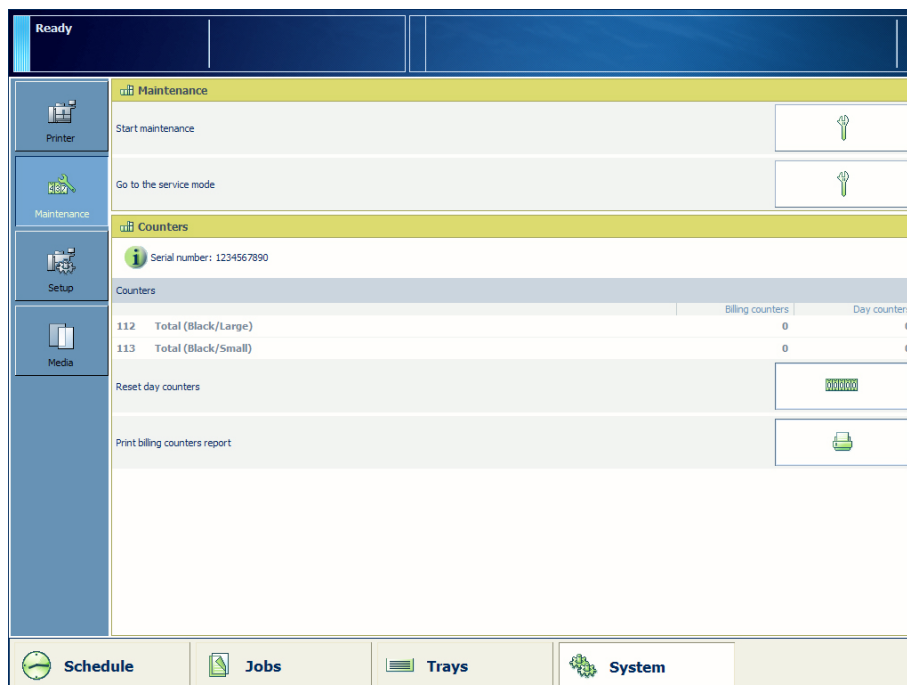 Ready
Printer
Maintenance
Setup
Media
Maintenance
Start maintenance
Go to the service mode
Counters
Serial number: 1234567890
Counters
Billing counters Day counters
112 Total (Black/Large) 0
113 Total (Black/Small) 0
Reset day counters
00000
Print billing counters report
Schedule Jobs Trays System